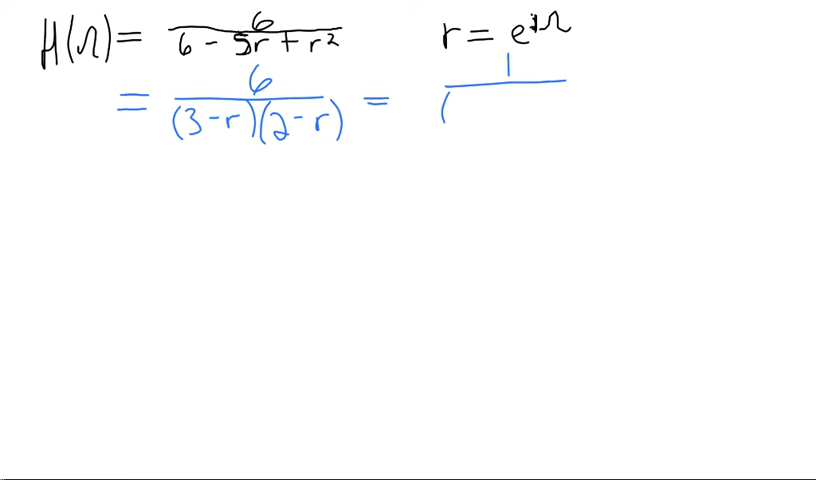 H(Ω) = 6 / (6 - 5r + r²)    r = e^{jΩ}
= 6 / ((3-r)(2-r)) = 1 / (